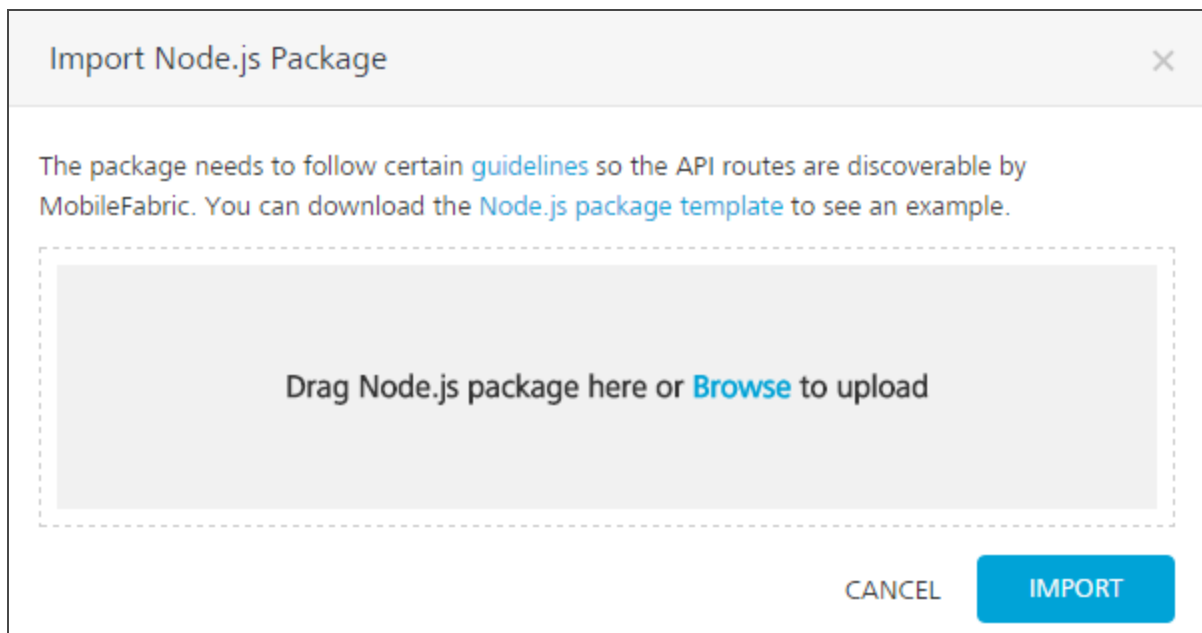 Import Node.js Package
The package needs to follow certain guidelines so the API routes are discoverable by
MobileFabric. You can download the Node.js package template to see an example.
Drag Node.js package here or Browse to upload
CANCEL
IMPORT